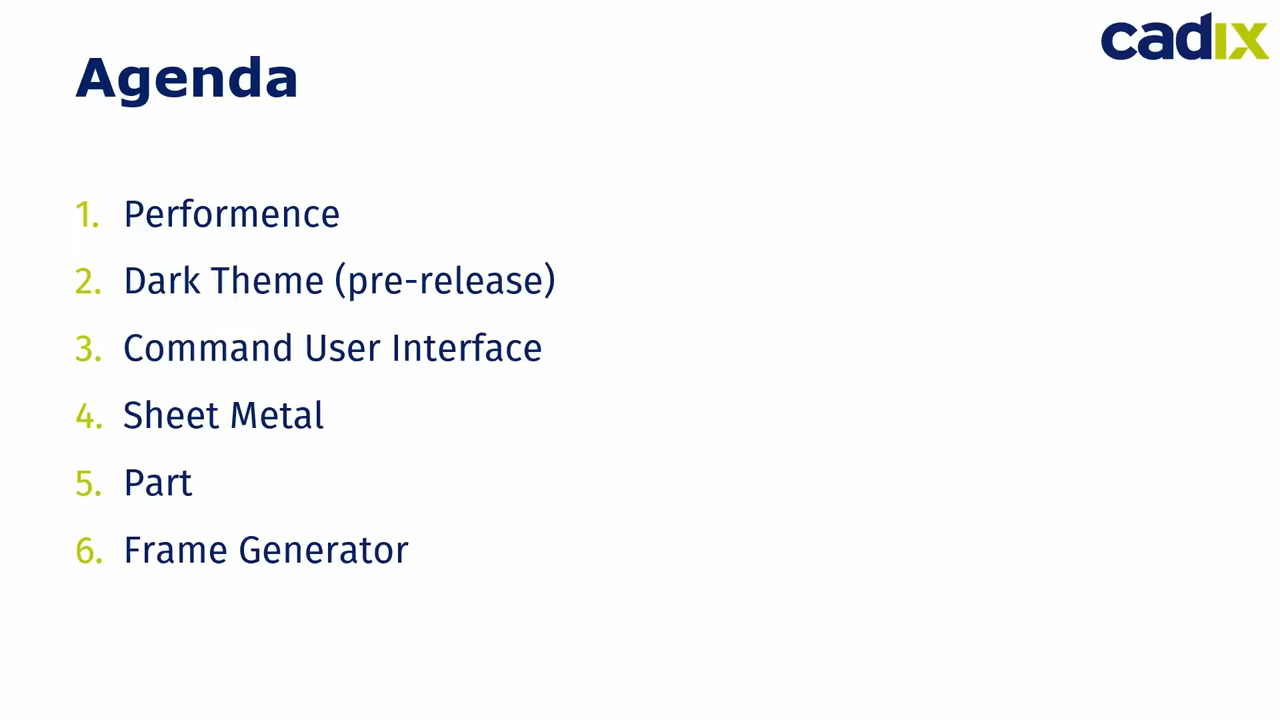 cadix
Agenda
1. Performence
2. Dark Theme (pre-release)
3. Command User Interface
4. Sheet Metal
5. Part
6. Frame Generator